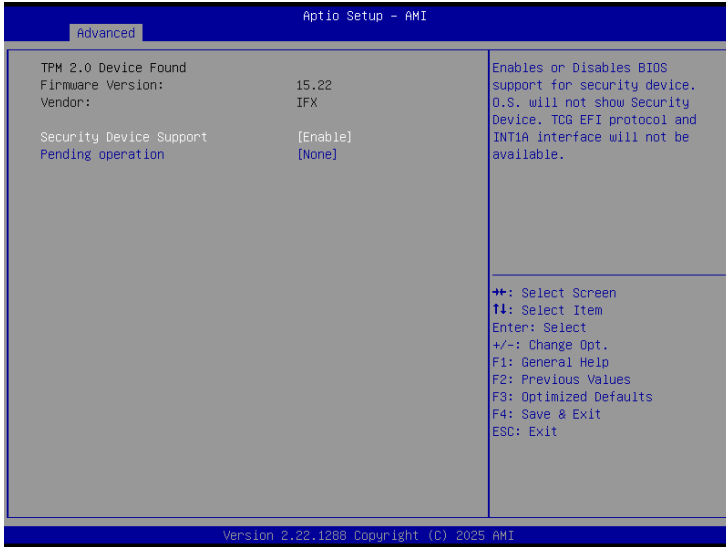 Aptio Setup – AMI
Advanced
TPM 2.0 Device Found
Firmware Version: 15.22
Vendor: IFX
Security Device Support [Enable]
Pending operation [None]
Enables or Disables BIOS
support for security device.
O.S. will not show Security
Device. TCG EFI protocol and
INT1A interface will not be
available.
→←: Select Screen
↑↓: Select Item
Enter: Select
+/-: Change Opt.
F1: General Help
F2: Previous Values
F3: Optimized Defaults
F4: Save & Exit
ESC: Exit
Version 2.22.1288 Copyright (C) 2025 AMI